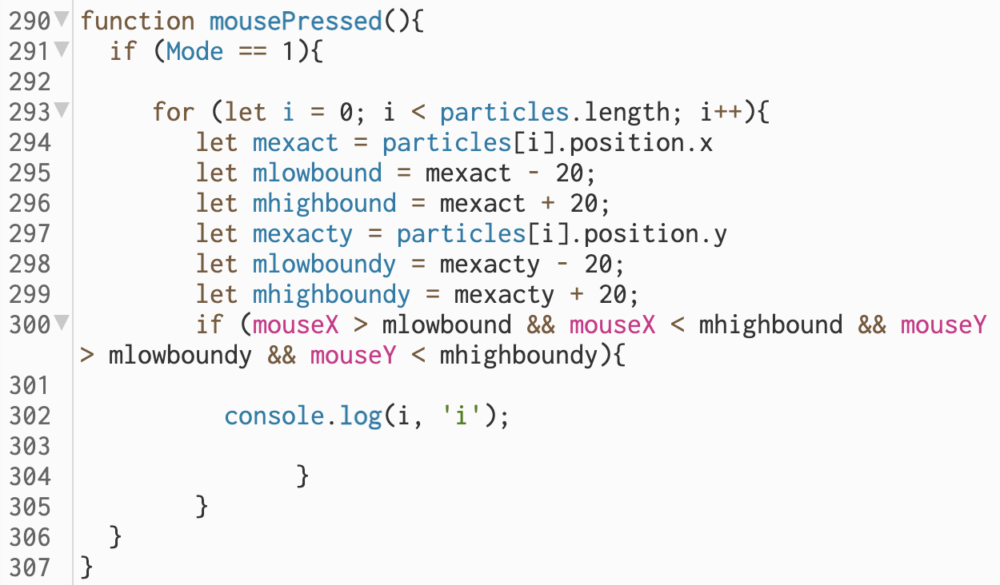 290 function mousePressed(){
291 if (Mode == 1){
292
293 for (let i = 0; i < particles.length; i++){
294 let mexact = particles[i].position.x
295 let mlowbound = mexact - 20;
296 let mhighbound = mexact + 20;
297 let mexacty = particles[i].position.y
298 let mlowboundy = mexacty - 20;
299 let mhighboundy = mexacty + 20;
300 if (mouseX > mlowbound && mouseX < mhighbound && mouseY
> mlowboundy && mouseY < mhighboundy){
301
302 console.log(i, 'i');
303
304 }
305 }
306 }
307 }